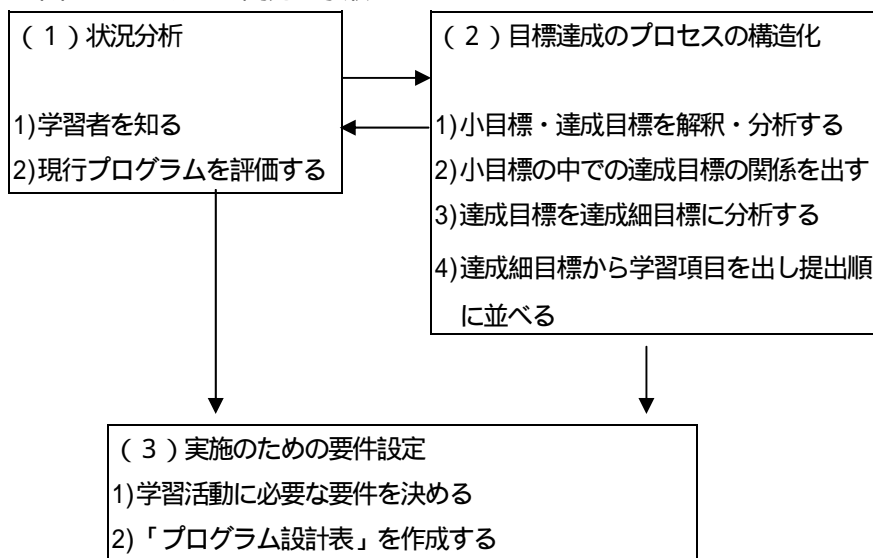 （１）状況分析
1)学習者を知る
2)現行プログラムを評価する
（２）目標達成のプロセスの構造化
1)小目標・達成目標を解釈・分析する
2)小目標の中での達成目標の関係を出す
3)達成目標を達成細目標に分析する
4)達成細目標から学習項目を出し提出順
に並べる
（３）実施のための要件設定
1)学習活動に必要な要件を決める
2)「プログラム設計表」を作成する